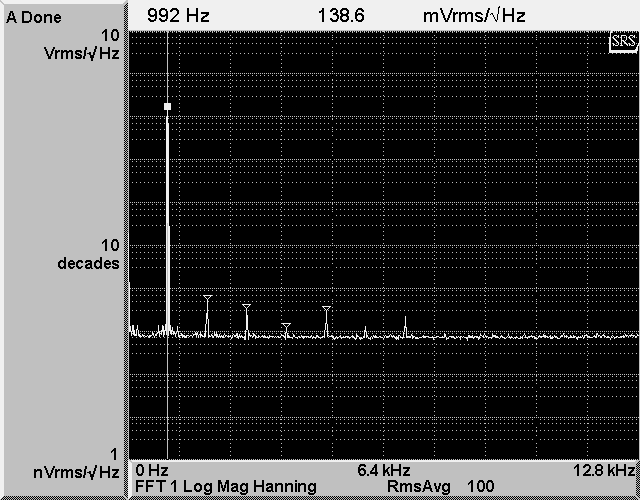 A Done
992 Hz 138.6 mVrms/√Hz
10
Vrms/√Hz
SRS
10
decades
1
nVrms/√Hz
0 Hz 6.4 kHz 12.8 kHz
FFT 1 Log Mag Hanning RmsAvg 100